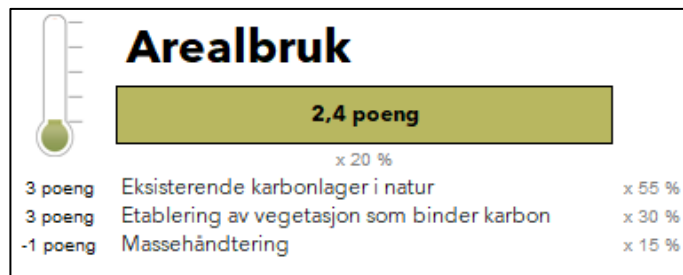 Arealbruk
2,4 poeng
x 20 %
3 poeng Eksisterende karbonlager i natur x 55 %
3 poeng Etablering av vegetasjon som binder karbon x 30 %
-1 poeng Massehåndtering x 15 %